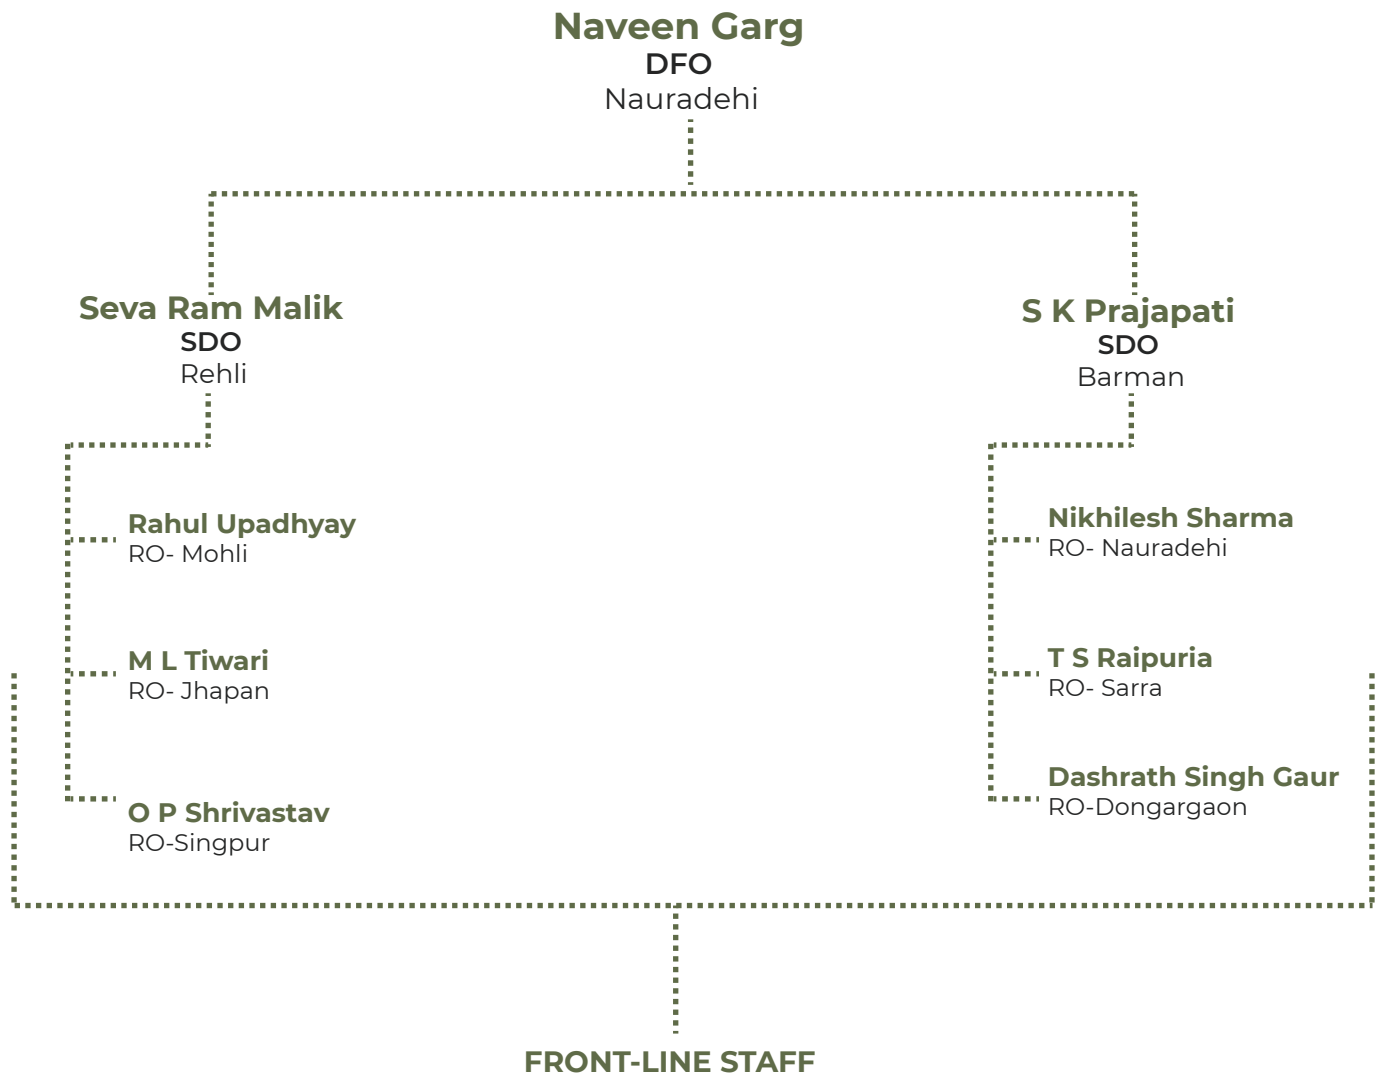 Naveen Garg
DFO
Nauradehi
Seva Ram Malik
SDO
Rehli
S K Prajapati
SDO
Barman
Rahul Upadhyay
RO- Mohli
M L Tiwari
RO- Jhapan
O P Shrivastav
RO-Singpur
Nikhilesh Sharma
RO- Nauradehi
T S Raipuria
RO- Sarra
Dashrath Singh Gaur
RO-Dongargaon
FRONT-LINE STAFF